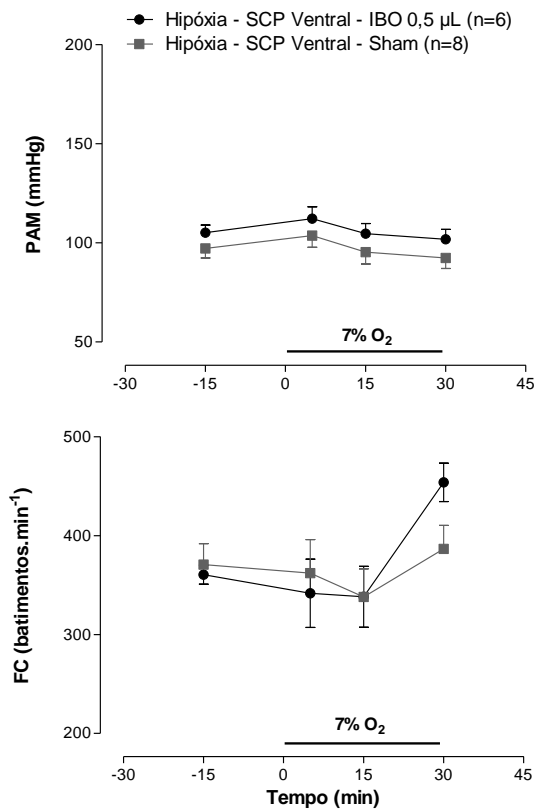 Hipóxia - SCP Ventral - IBO 0,5 µL (n=6)
Hipóxia - SCP Ventral - Sham (n=8)
200
150
100
50
PAM (mmHg)
7% O₂
-30 -15 0 15 30 45
500
400
300
200
FC (batimentos.min⁻¹)
7% O₂
-30 -15 0 15 30 45
Tempo (min)